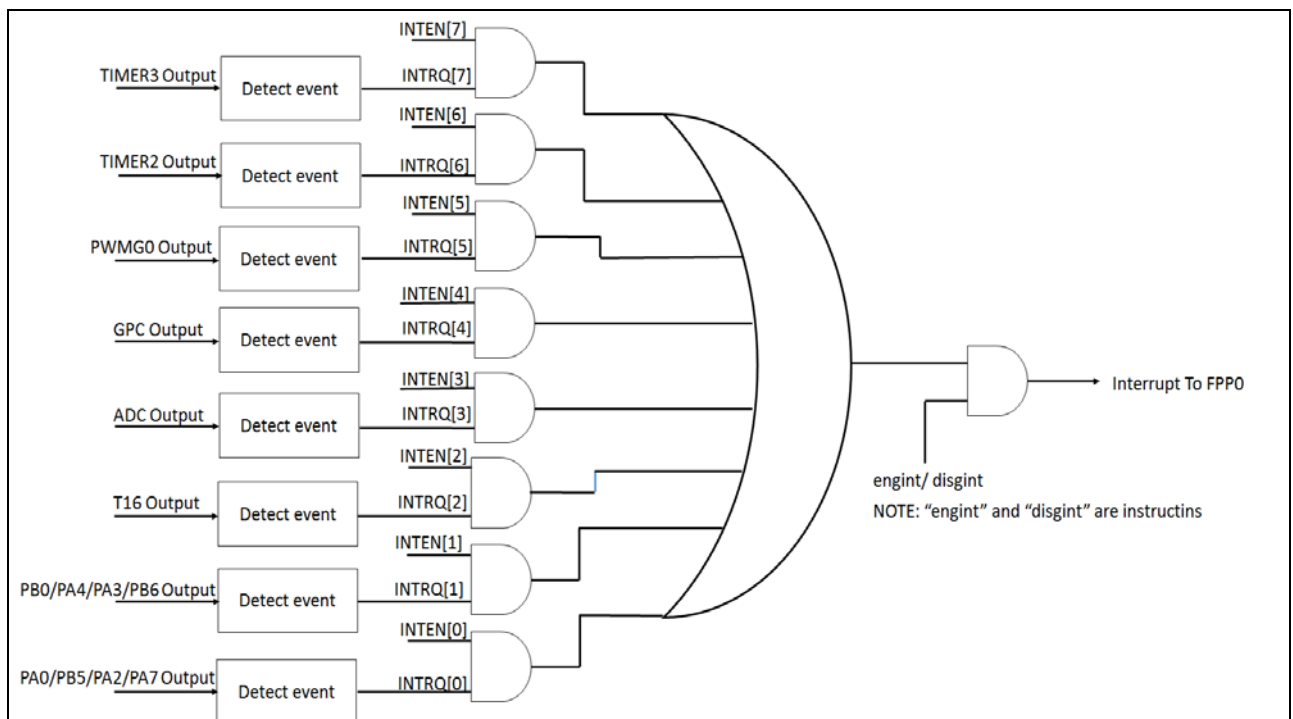 INTEN[7]
TIMER3 Output
Detect event
INTRQ[7]
INTEN[6]
TIMER2 Output
Detect event
INTRQ[6]
INTEN[5]
PWMG0 Output
Detect event
INTRQ[5]
INTEN[4]
GPC Output
Detect event
INTRQ[4]
INTEN[3]
ADC Output
Detect event
INTRQ[3]
INTEN[2]
T16 Output
Detect event
INTRQ[2]
INTEN[1]
PB0/PA4/PA3/PB6 Output
Detect event
INTRQ[1]
INTEN[0]
PA0/PB5/PA2/PA7 Output
Detect event
INTRQ[0]
Interrupt To FPP0
engint/ disgint
NOTE: “engint” and “disgint” are instructins